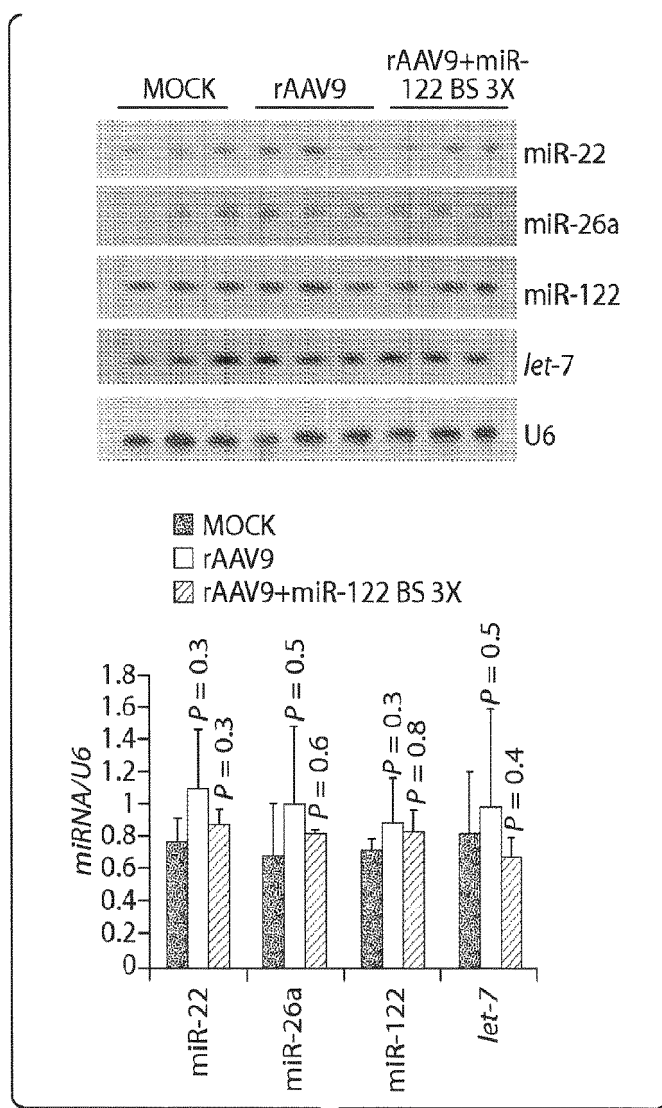 MOCK rAAV9 rAAV9+miR-
122 BS 3X
miR-22
miR-26a
miR-122
let-7
U6
MOCK
rAAV9
rAAV9+miR-122 BS 3X
miRNA/U6
1.8
1.6
1.4
1.2
1
0.8
0.6
0.4
0.2
0
P = 0.3
P = 0.3
P = 0.5
P = 0.6
P = 0.3
P = 0.8
P = 0.5
P = 0.4
miR-22
miR-26a
miR-122
let-7